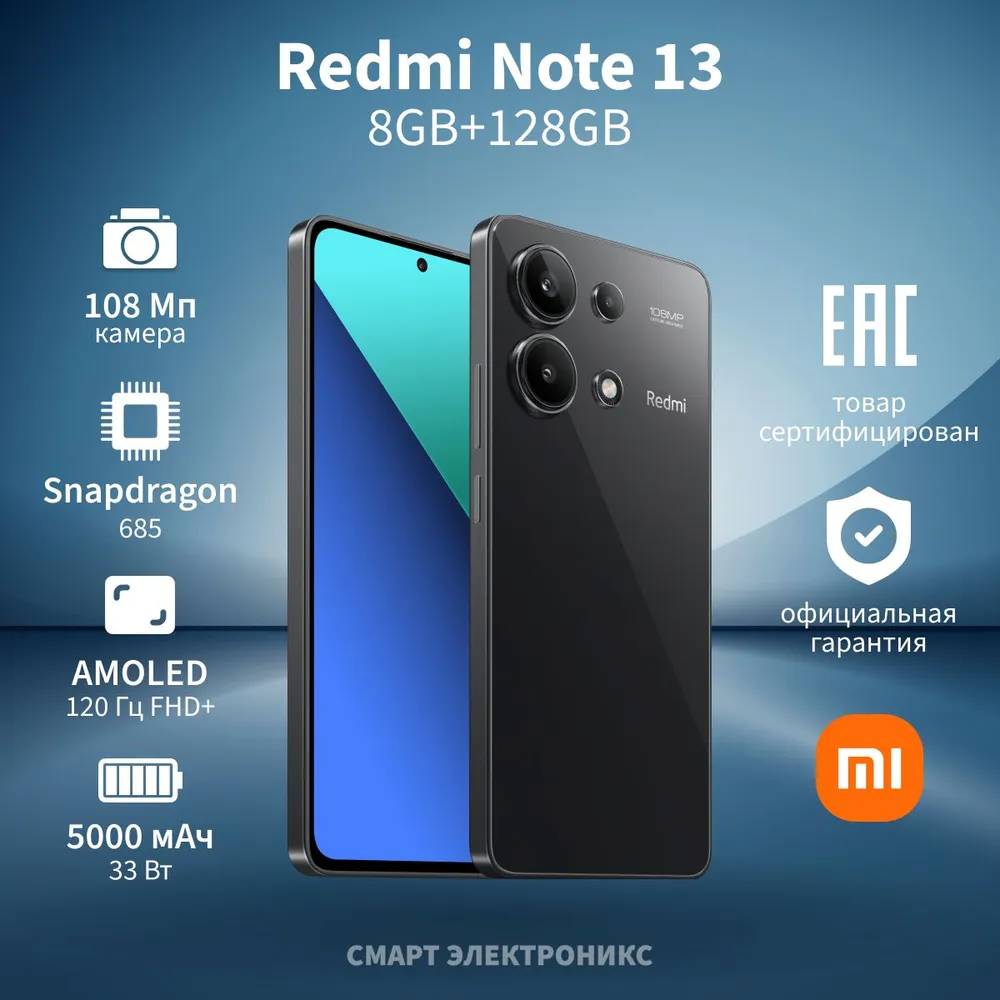 Redmi Note 13
8GB+128GB
108 Мп
камера
Snapdragon
685
AMOLED
120 Гц FHD+
5000 мАч
33 Вт
108MP
Redmi
EAC
товар
сертифицирован
официальная
гарантия
mi
СМАРТ ЭЛЕКТРОНИКС